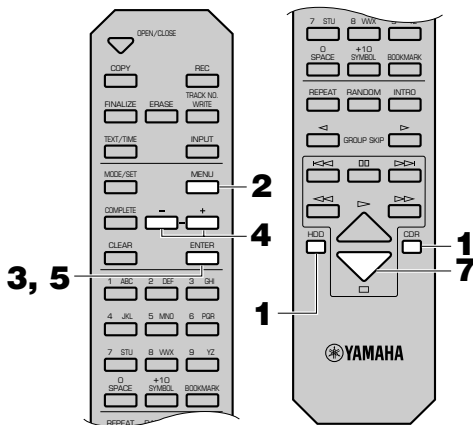 OPEN/CLOSE
COPY REC
FINALIZE ERASE TRACK NO. WRITE
TEXT/TIME INPUT
MODE/SET MENU
2
COMPLETE – +
4
CLEAR ENTER
3, 5
1 ABC 2 DEF 3 GHI
4 JKL 5 MNO 6 PQR
7 STU 8 VWX 9 YZ
0 SPACE +10 SYMBOL BOOKMARK
REPEAT
7 STU 8 VWX
0 SPACE +10 SYMBOL BOOKMARK
REPEAT RANDOM INTRO
GROUP SKIP
HDD CDR
1
1
7
YAMAHA